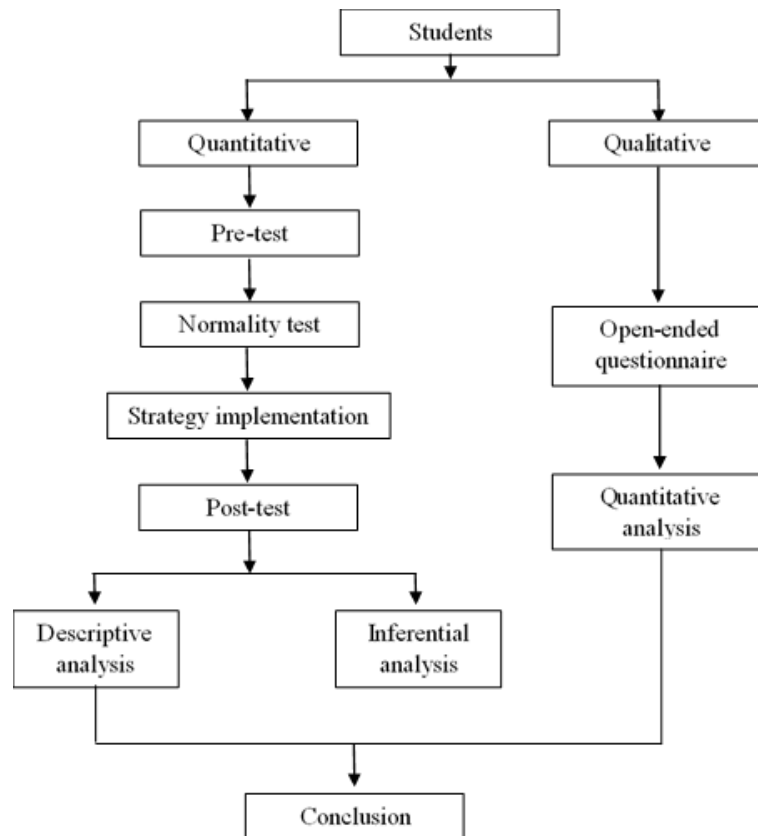 Students
Quantitative
Qualitative
Pre-test
Normality test
Open-ended
questionnaire
Strategy implementation
Post-test
Quantitative
analysis
Descriptive
analysis
Inferential
analysis
Conclusion